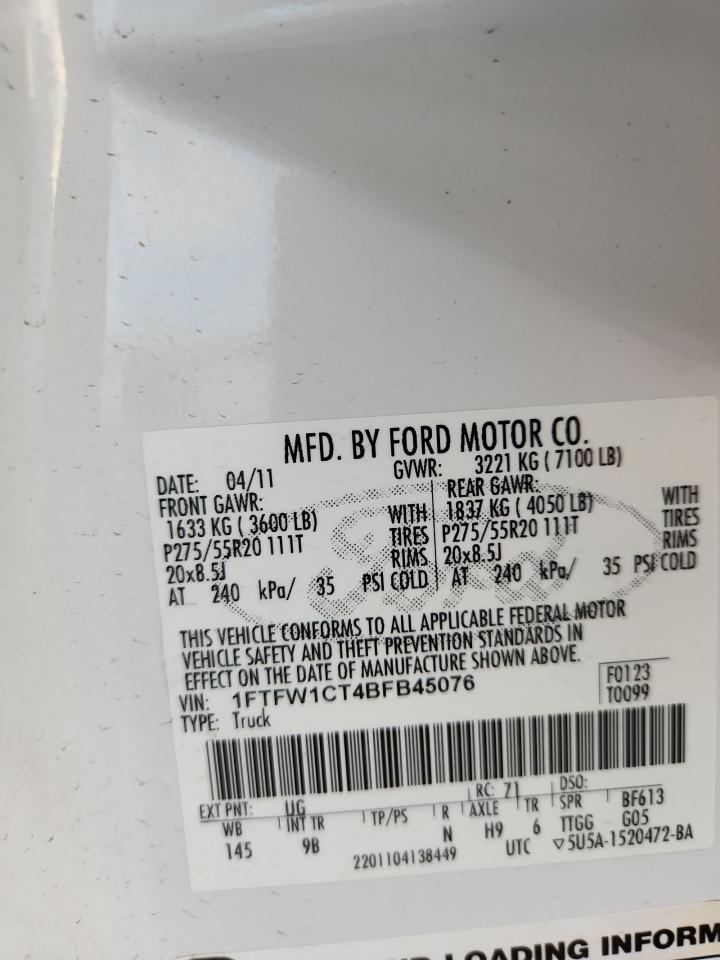 MFD. BY FORD MOTOR CO.
DATE: 04/11 GVWR: 3221 KG ( 7100 LB)
FRONT GAWR: REAR GAWR:
1633 KG ( 3600 LB) WITH 1837 KG ( 4050 LB) WITH
P275/55R20 111T TIRES P275/55R20 111T TIRES
20x8.5J RIMS 20x8.5J RIMS
AT 240 kPa/ 35 PSI COLD AT 240 kPa/ 35 PSI COLD
THIS VEHICLE CONFORMS TO ALL APPLICABLE FEDERAL MOTOR
VEHICLE SAFETY AND THEFT PREVENTION STANDARDS IN
EFFECT ON THE DATE OF MANUFACTURE SHOWN ABOVE.
VIN: 1FTFW1CT4BFB45076 F0123
TYPE: Truck T0099
EXT PNT: UG RC: 71 DSO:
WB INT TR TP/PS R AXLE TR SPR BF613
145 9B N H9 6 TTGG G05
2201104138449 UTC ▽5U5A-1520472-BA
LOADING INFORM